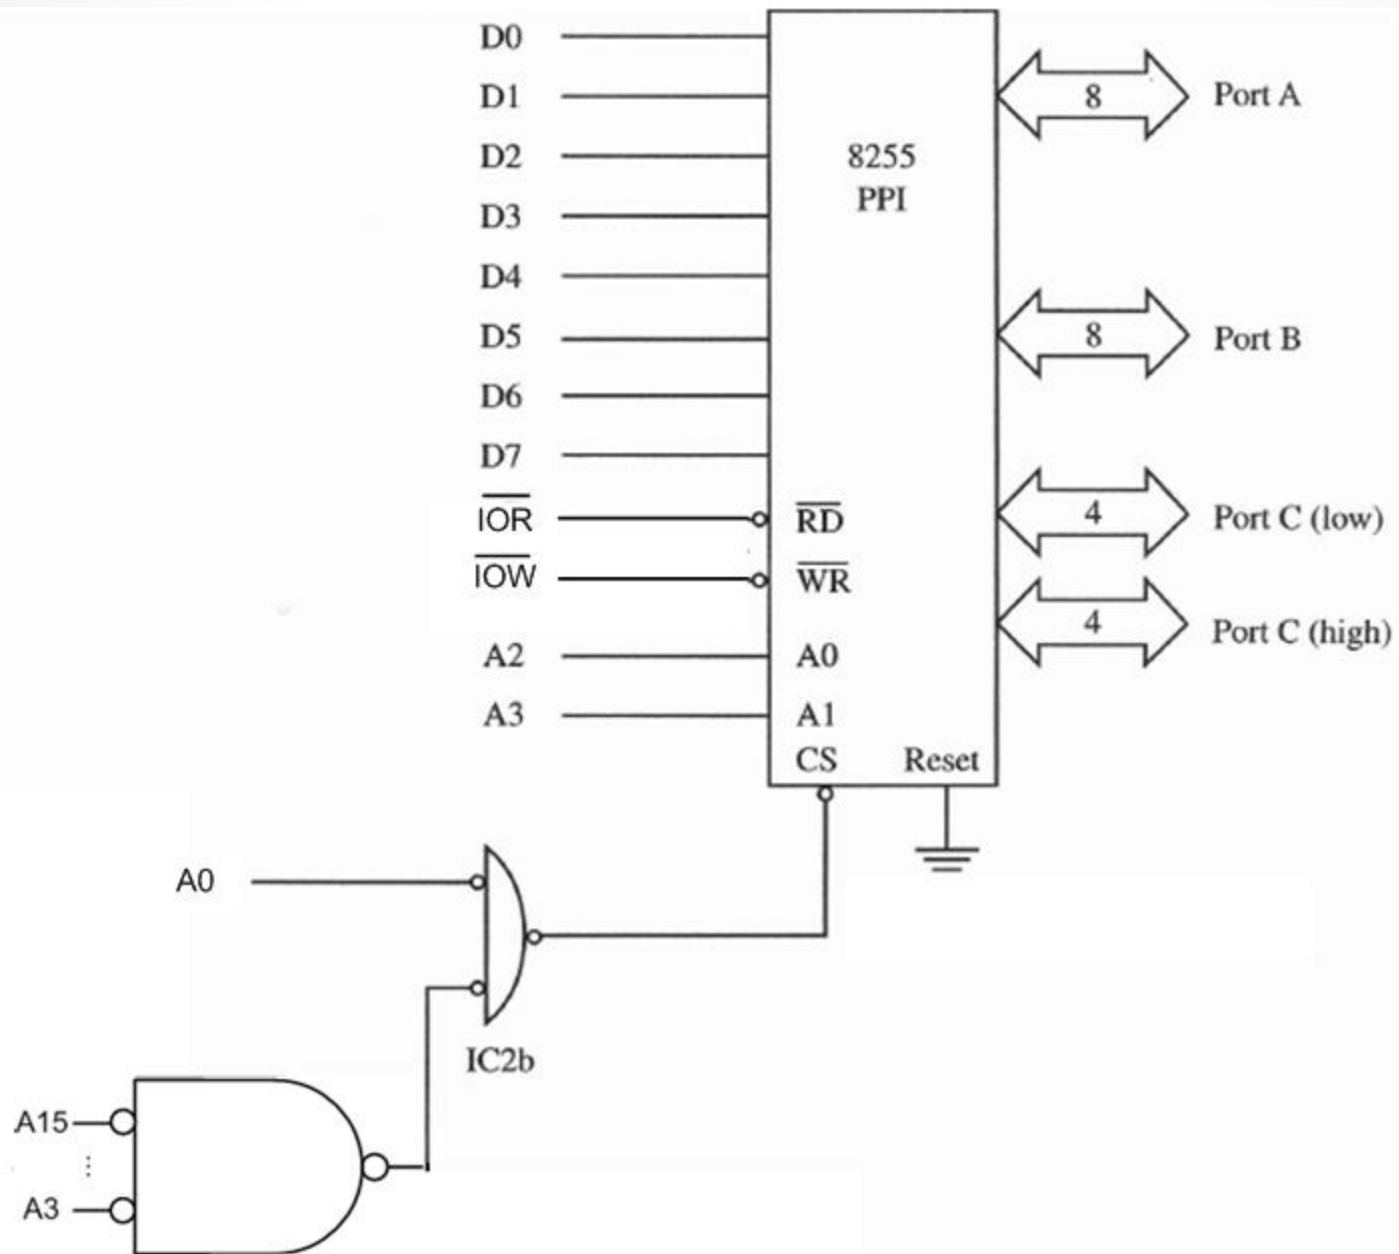 D0
D1
D2
D3
D4
D5
D6
D7
IOR
IOW
A2
A3
8255
PPI
RD
WR
A0
A1
CS Reset
8 Port A
8 Port B
4 Port C (low)
4 Port C (high)
A0
IC2b
A15
⋮
A3